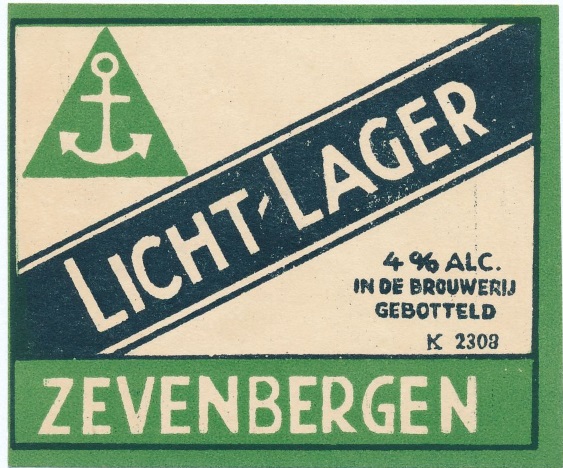 LICHT-LAGER
4% ALC.
IN DE BROUWERIJ
GEBOTTELD
K 2308
ZEVENBERGEN